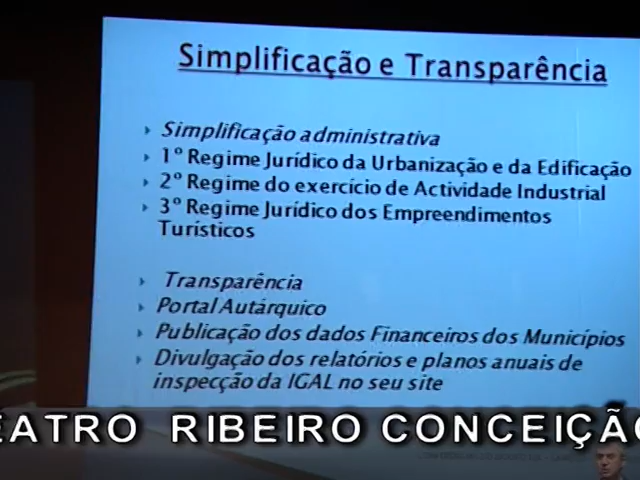 Simplificação e Transparência
Simplificação administrativa
1º Regime Jurídico da Urbanização e da Edificação
2º Regime do exercício de Actividade Industrial
3º Regime Jurídico dos Empreendimentos
Turísticos
Transparência
Portal Autárquico
Publicação dos dados Financeiros dos Municípios
Divulgação dos relatórios e planos anuais de
inspecção da IGAL no seu site
EATRO RIBEIRO CONCEIÇÃO